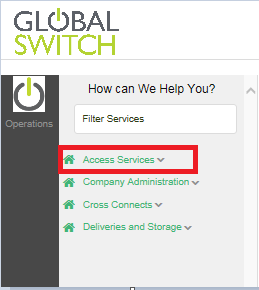 GLOBAL
SWITCH
How can We Help You?
Filter Services
Operations
Access Services
Company Administration
Cross Connects
Deliveries and Storage